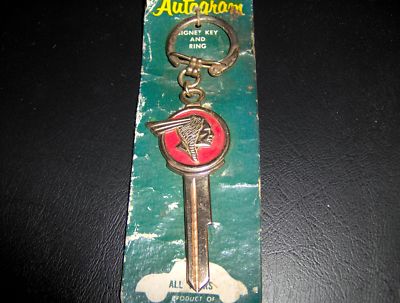 Autogram
SIGNET KEY
AND
RING
ALL
PRODUCT OF